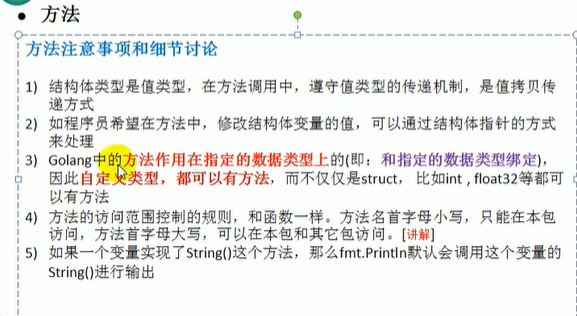 ● 方法
方法注意事项和细节讨论
1) 结构体类型是值类型，在方法调用中，遵守值类型的传递机制，是值拷贝传
递方式
2) 如程序员希望在方法中，修改结构体变量的值，可以通过结构体指针的方式
来处理
3) Golang中的方法作用在指定的数据类型上的(即：和指定的数据类型绑定),
因此自定义类型，都可以有方法，而不仅仅是struct， 比如int , float32等都可
以有方法
4) 方法的访问范围控制的规则，和函数一样。方法名首字母小写，只能在本包
访问，方法首字母大写，可以在本包和其它包访问。[讲解]
5) 如果一个变量实现了String()这个方法，那么fmt.Println默认会调用这个变量的
String()进行输出